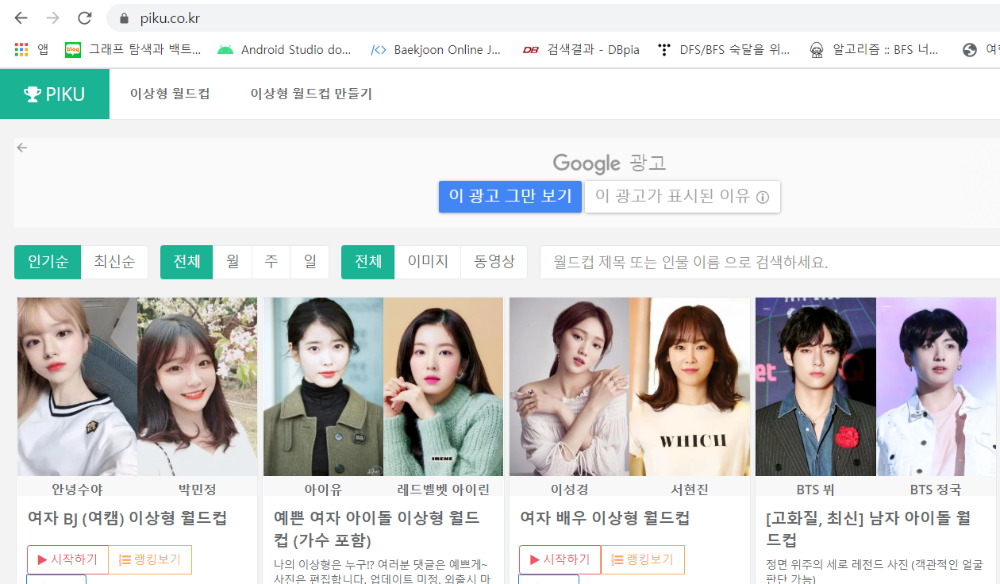 piku.co.kr
앱 그래프 탐색과 백트... Android Studio do... Baekjoon Online J... DB 검색결과 - DBpia DFS/BFS 숙달을 위... 알고리즘 :: BFS 너...
PIKU 이상형 월드컵 이상형 월드컵 만들기
Google 광고
이 광고 그만 보기 이 광고가 표시된 이유
인기순 최신순 전체 월 주 일 전체 이미지 동영상 월드컵 제목 또는 인물 이름 으로 검색하세요.
WHICH
IRENE
안녕수야 박민정 아이유 레드벨벳 아이린 이성경 서현진 BTS 뷔 BTS 정국
여자 BJ (여캠) 이상형 월드컵
시작하기 랭킹보기
예쁜 여자 아이돌 이상형 월드
컵 (가수 포함)
나의 이상형은 누구!? 여러분 댓글은 예쁘게~
사진은 편집합니다. 업데이트 미정. 외출시 마
여자 배우 이상형 월드컵
시작하기 랭킹보기
[고화질, 최신] 남자 아이돌 월
드컵
정면 위주의 세로 레전드 사진 (객관적인 얼굴
판단 가능)